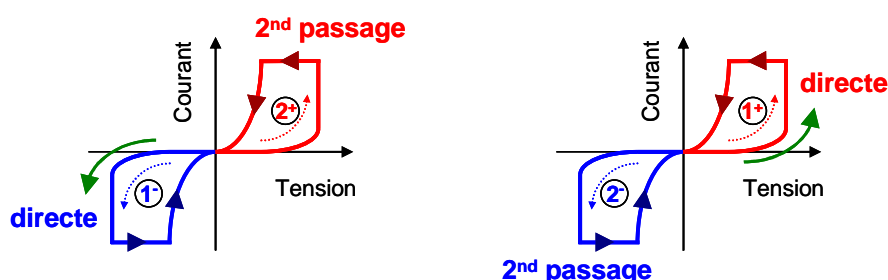 2nd passage
Courant
2+
Tension
1-
directe
Courant
directe
1+
Tension
2-
2nd passage